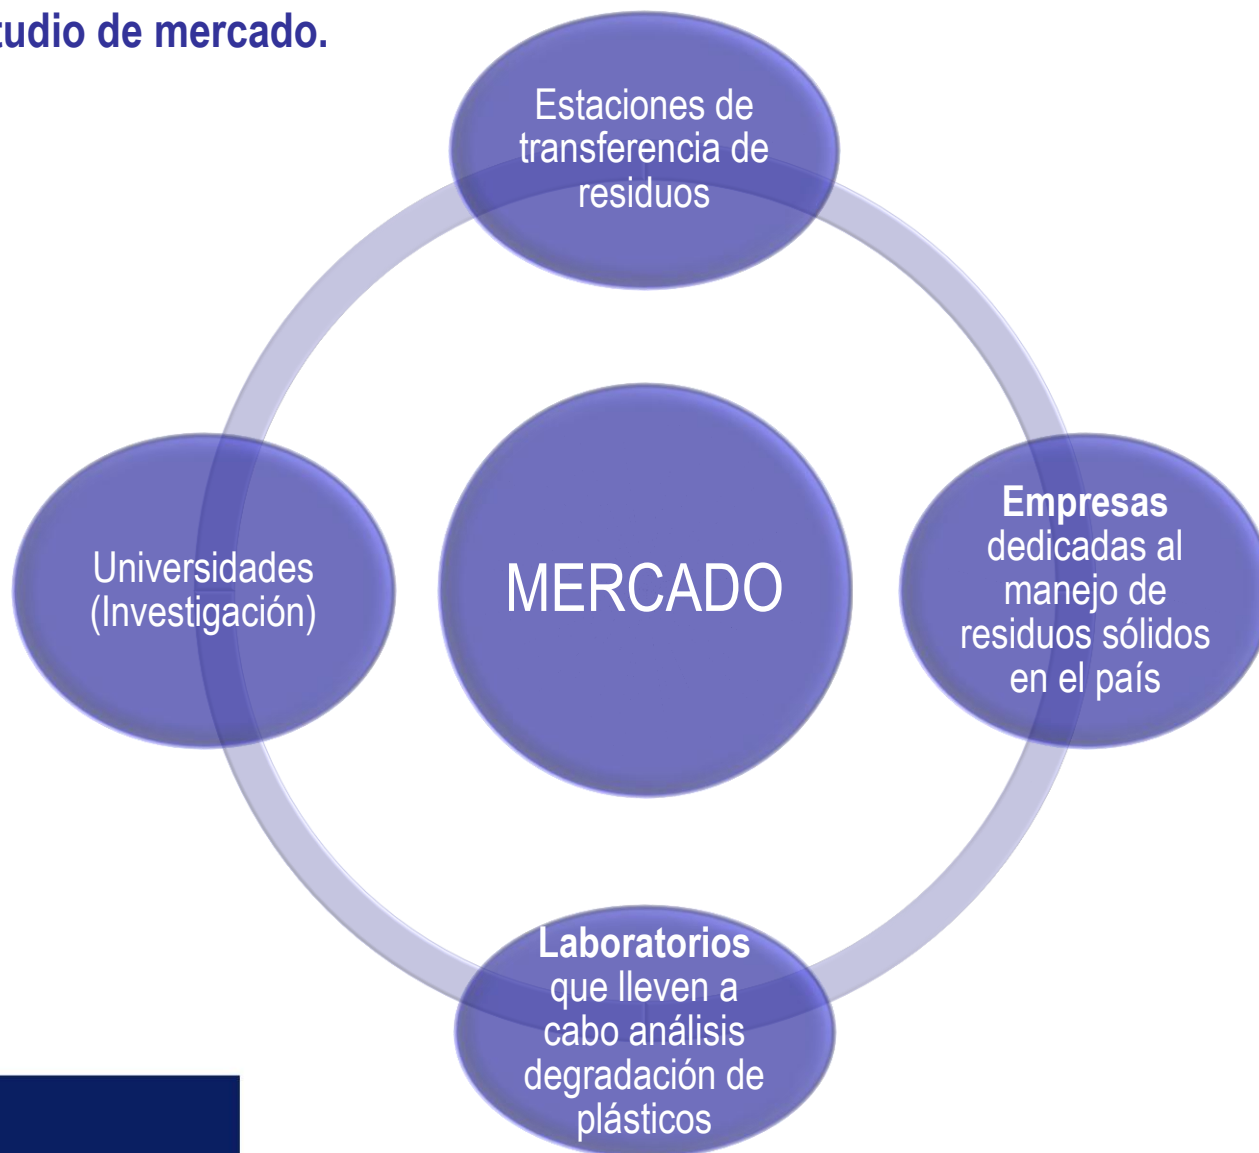 tudio de mercado.
Estaciones de
transferencia de
residuos
Universidades
(Investigación)
MERCADO
Empresas
dedicadas al
manejo de
residuos sólidos
en el país
Laboratorios
que lleven a
cabo análisis
degradación de
plásticos